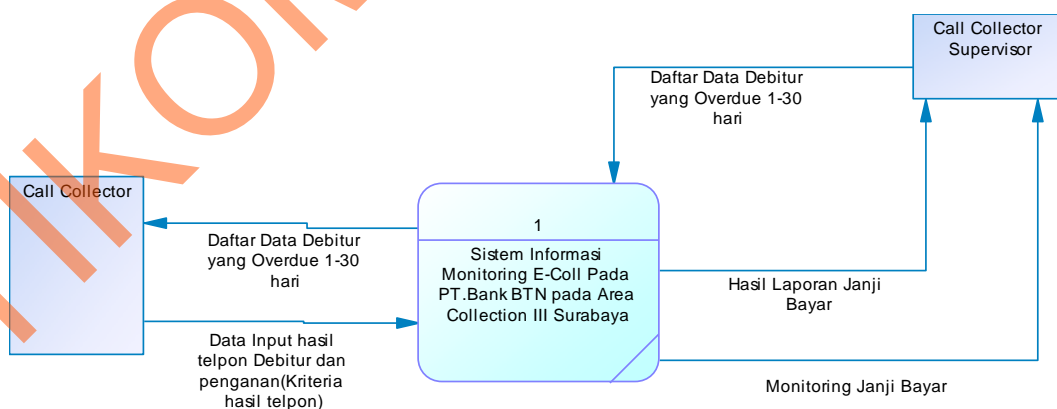 Call Collector
Supervisor
Daftar Data Debitur
yang Overdue 1-30
hari
Call Collector
1
Sistem Informasi
Monitoring E-Coll Pada
PT.Bank BTN pada Area
Collection III Surabaya
Daftar Data Debitur
yang Overdue 1-30
hari
Hasil Laporan Janji
Bayar
Data Input hasil
telpon Debitur dan
penganan(Kriteria
hasil telpon)
Monitoring Janji Bayar